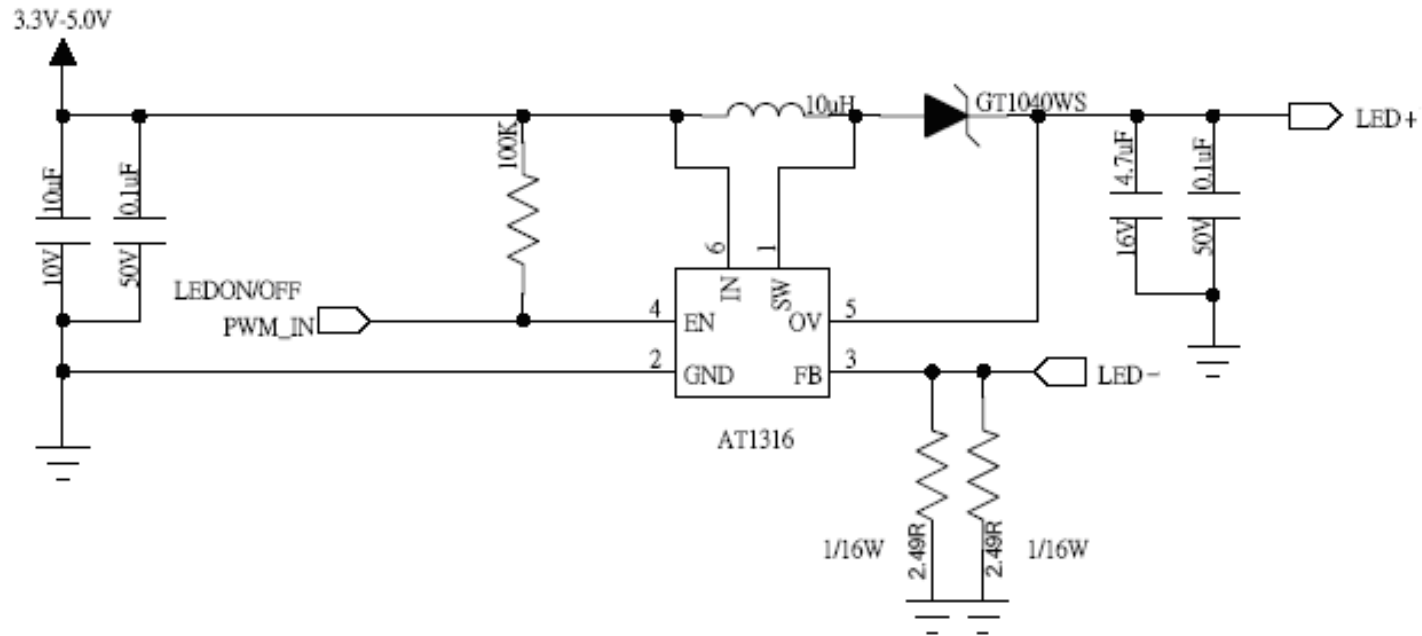 3.3V-5.0V
10uH
GT1040WS
LED+
100K
10uF
0.1uF
10V
50V
4.7uF
0.1uF
16V
50V
6
1
IN
SW
LEDON/OFF
PWM_IN
4
EN
OV
5
2
GND
FB
3
LED-
AT1316
1/16W
2.49R
2.49R
1/16W